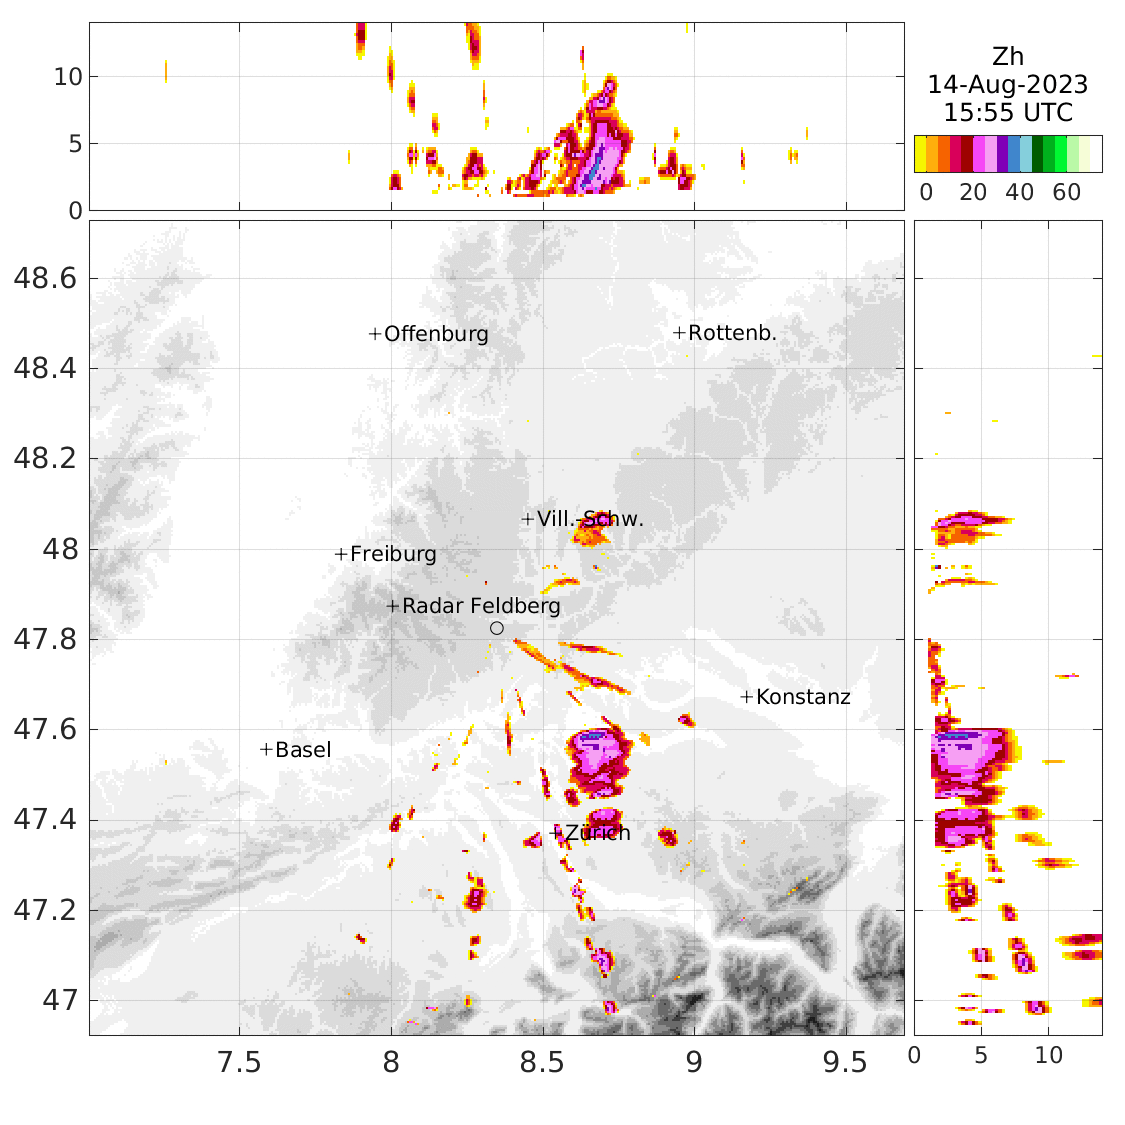 10
5
0
Zh
14-Aug-2023
15:55 UTC
0 20 40 60
48.6
48.4
48.2
48
47.8
47.6
47.4
47.2
47
+Offenburg
+Rottenb.
+Vill.-Schw.
+Freiburg
+Radar Feldberg
+Konstanz
+Basel
+Zürich
7.5 8 8.5 9 9.5
0 5 10